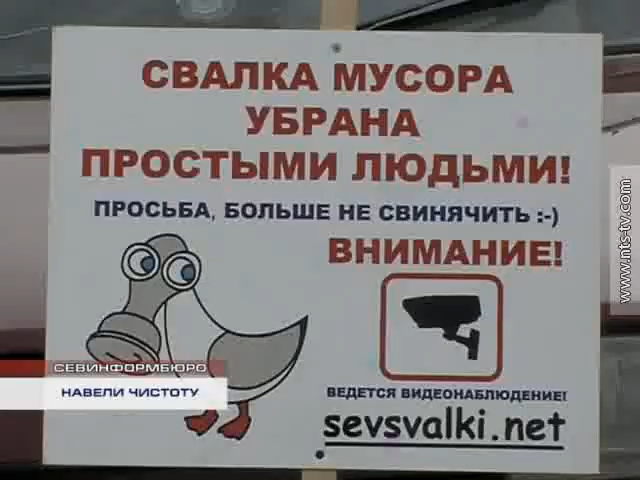 СВАЛКА МУСОРА
УБРАНА
ПРОСТЫМИ ЛЮДЬМИ!
ПРОСЬБА, БОЛЬШЕ НЕ СВИНЯЧИТЬ :-)
ВНИМАНИЕ!
ВЕДЕТСЯ ВИДЕОНАБЛЮДЕНИЕ!
sevsvalki.net
СЕВИНФОРМБЮРО
НАВЕЛИ ЧИСТОТУ
www.nts-tv.com